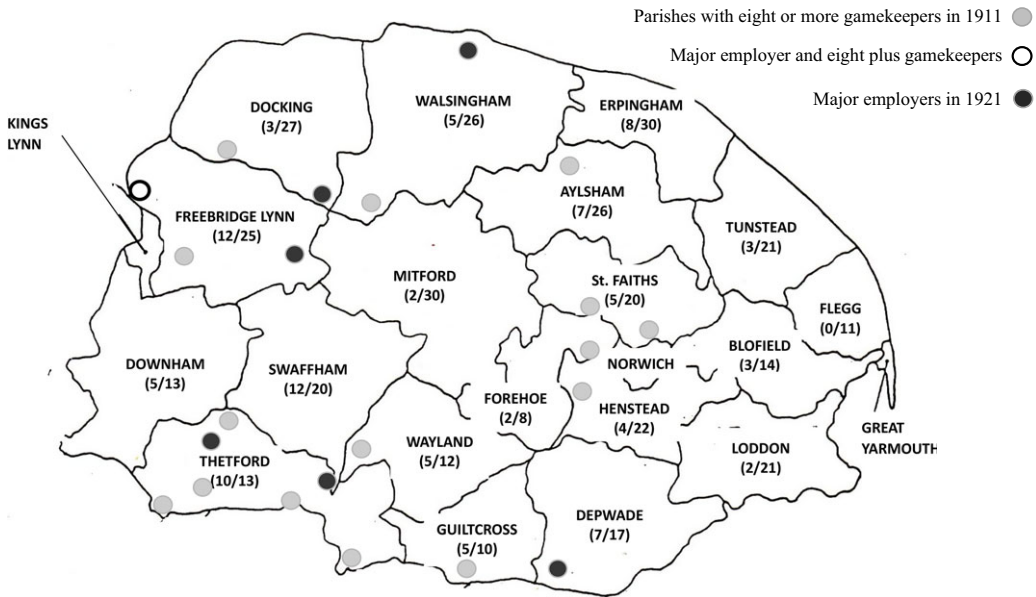 Parishes with eight or more gamekeepers in 1911
Major employer and eight plus gamekeepers
Major employers in 1921
KINGS
LYNN
DOCKING
(3/27)
WALSINGHAM
(5/26)
ERPINGHAM
(8/30)
FREEBRIDGE LYNN
(12/25)
AYLSHAM
(7/26)
TUNSTEAD
(3/21)
MITFORD
(2/30)
St. FAITHS
(5/20)
FLEGG
(0/11)
DOWNHAM
(5/13)
SWAFFHAM
(12/20)
NORWICH
BLOFIELD
(3/14)
FOREHOE
(2/8)
HENSTEAD
(4/22)
GREAT
YARMOUTH
THETFORD
(10/13)
WAYLAND
(5/12)
LODDON
(2/21)
GUILTCROSS
(5/10)
DEPWADE
(7/17)